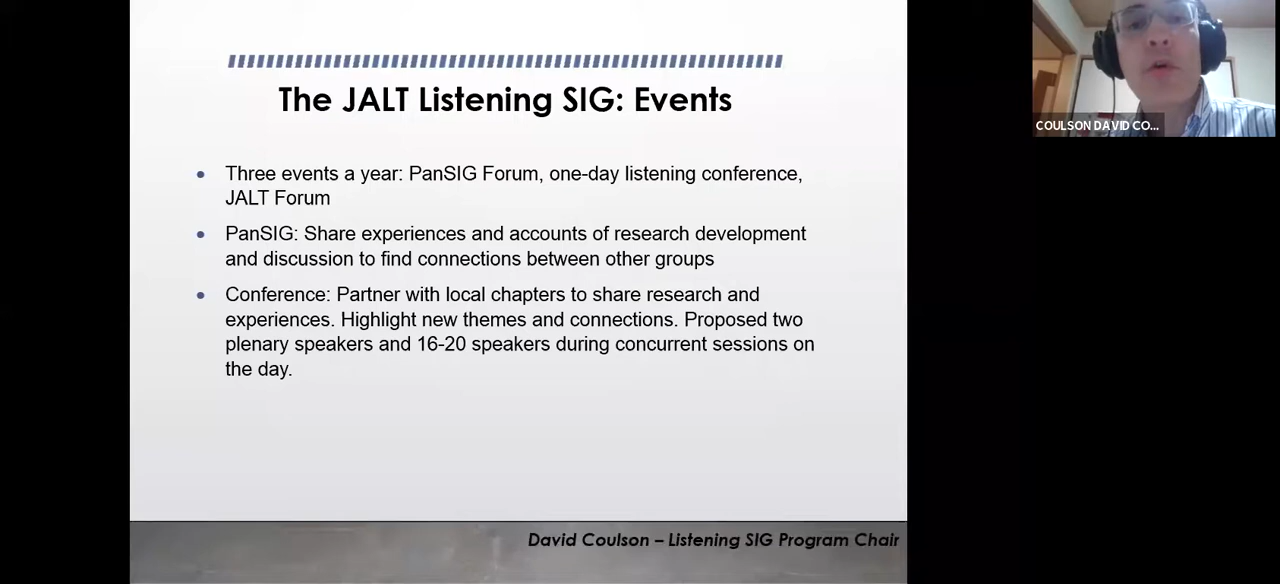 The JALT Listening SIG: Events
• Three events a year: PanSIG Forum, one-day listening conference,
JALT Forum
• PanSIG: Share experiences and accounts of research development
and discussion to find connections between other groups
• Conference: Partner with local chapters to share research and
experiences. Highlight new themes and connections. Proposed two
plenary speakers and 16-20 speakers during concurrent sessions on
the day.
David Coulson – Listening SIG Program Chair
COULSON DAVID CO...